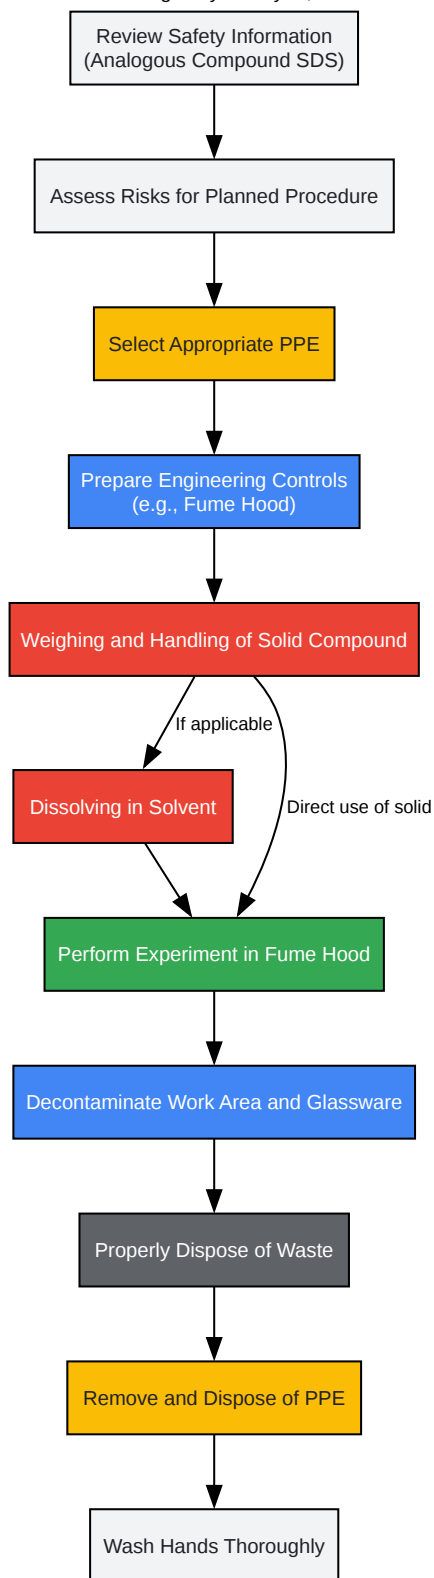 Review Safety Information
(Analogous Compound SDS)
Assess Risks for Planned Procedure
Select Appropriate PPE
Prepare Engineering Controls
(e.g., Fume Hood)
Weighing and Handling of Solid Compound
If applicable
Dissolving in Solvent
Direct use of solid
Perform Experiment in Fume Hood
Decontaminate Work Area and Glassware
Properly Dispose of Waste
Remove and Dispose of PPE
Wash Hands Thoroughly